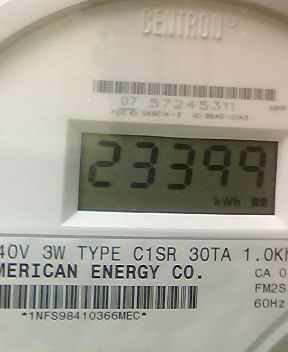 CENTRON®
07 57245311
23399
kWh
40V 3W TYPE C1SR 30TA 1.0Kh
MERICAN ENERGY CO.
CA 0
FM2S
60Hz
*1NFS98410366MEC*